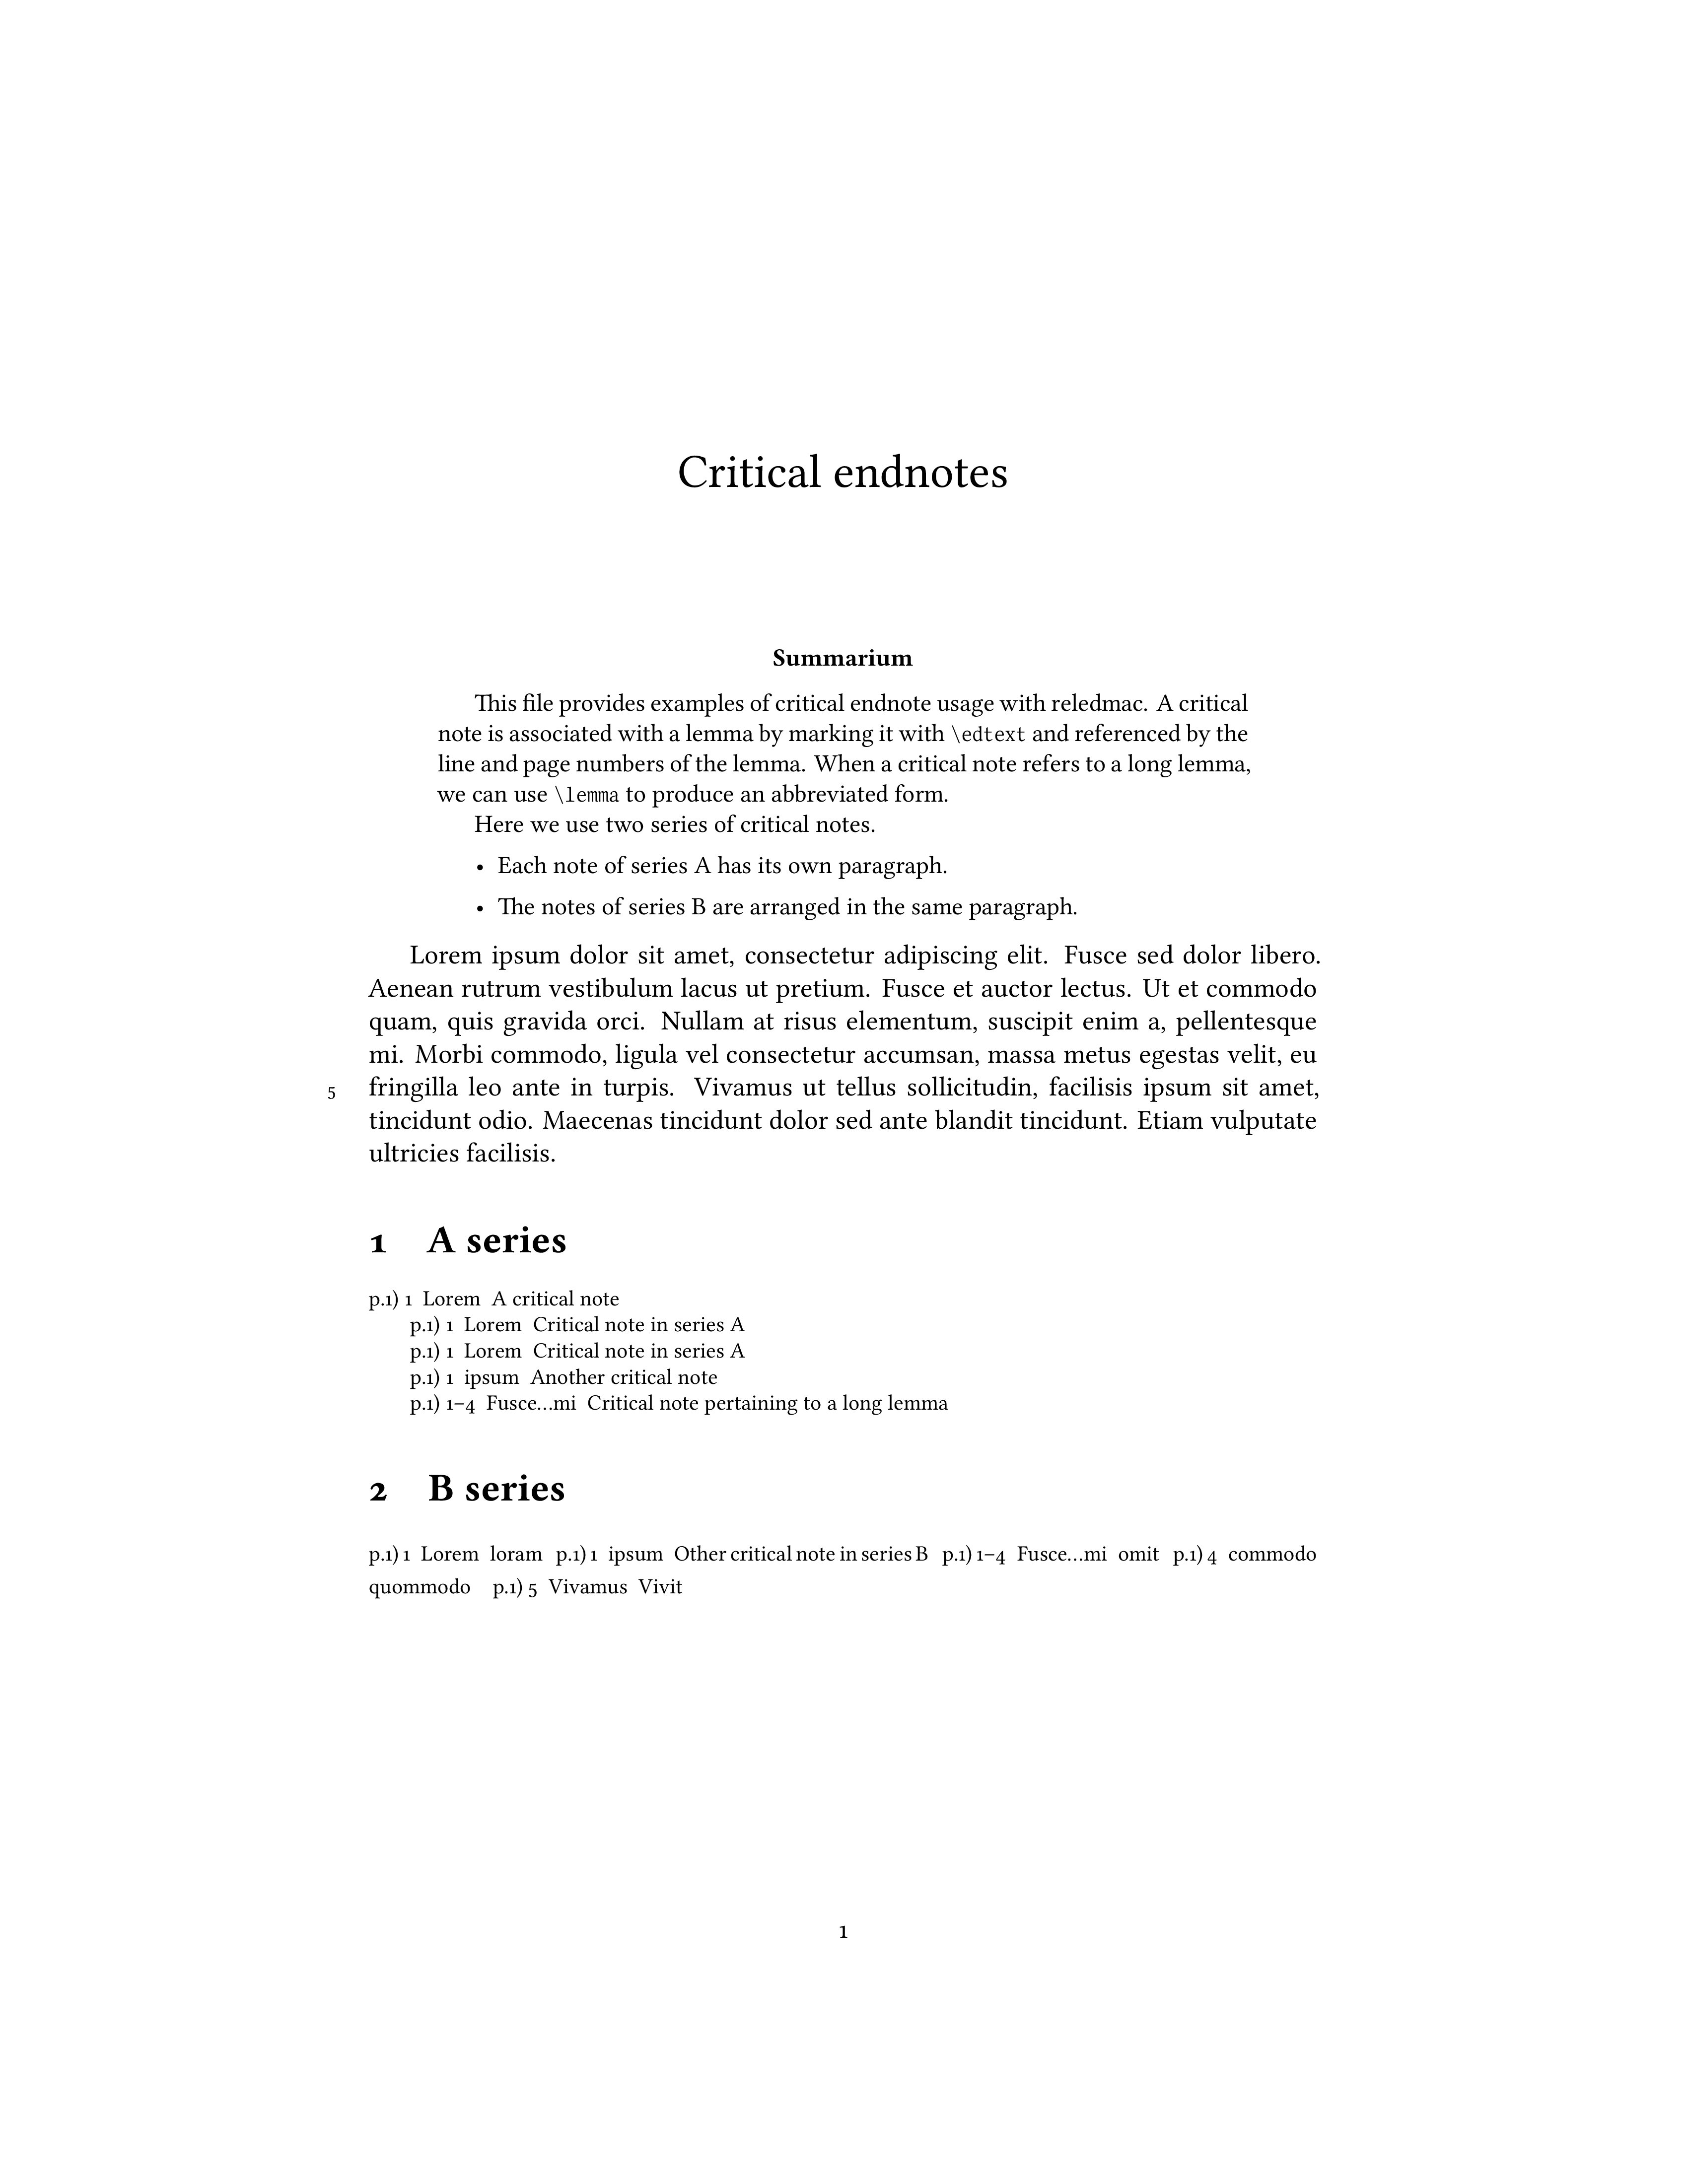 Critical endnotes
Summarium
This file provides examples of critical endnote usage with reledmac. A critical
note is associated with a lemma by marking it with \edtext and referenced by the
line and page numbers of the lemma. When a critical note refers to a long lemma,
we can use \lemma to produce an abbreviated form.
Here we use two series of critical notes.
• Each note of series A has its own paragraph.
• The notes of series B are arranged in the same paragraph.
Lorem ipsum dolor sit amet, consectetur adipiscing elit. Fusce sed dolor libero.
Aenean rutrum vestibulum lacus ut pretium. Fusce et auctor lectus. Ut et commodo
quam, quis gravida orci. Nullam at risus elementum, suscipit enim a, pellentesque
mi. Morbi commodo, ligula vel consectetur accumsan, massa metus egestas velit, eu
5 fringilla leo ante in turpis. Vivamus ut tellus sollicitudin, facilisis ipsum sit amet,
tincidunt odio. Maecenas tincidunt dolor sed ante blandit tincidunt. Etiam vulputate
ultricies facilisis.
1 A series
p.1) 1 Lorem A critical note
p.1) 1 Lorem Critical note in series A
p.1) 1 Lorem Critical note in series A
p.1) 1 ipsum Another critical note
p.1) 1–4 Fusce…mi Critical note pertaining to a long lemma
2 B series
p.1) 1 Lorem loram p.1) 1 ipsum Other critical note in series B p.1) 1–4 Fusce…mi omit p.1) 4 commodo
quommodo p.1) 5 Vivamus Vivit
1